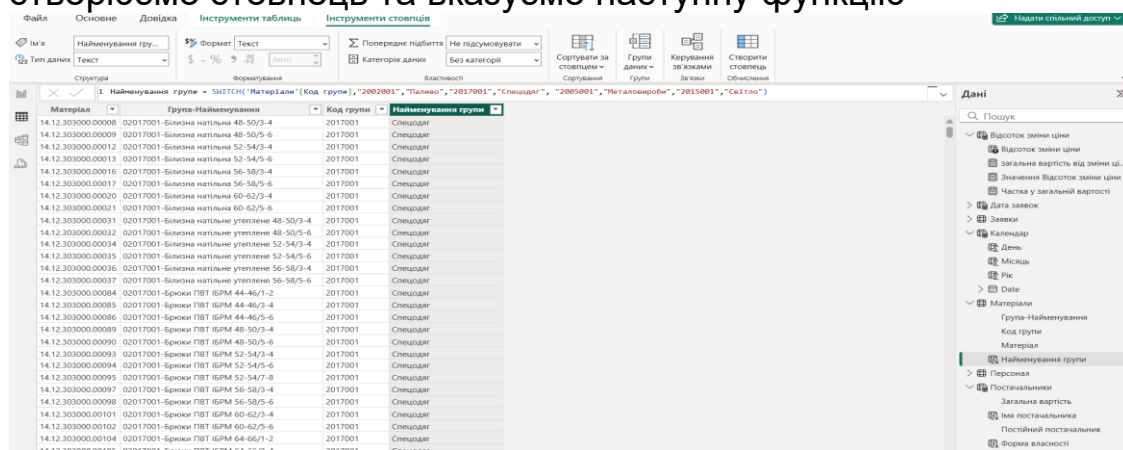 створюємо стовпець та вказуємо наступну функцію
Файл Основне Довідка Інструменти таблиць Інструменти стовпців Надати спільний доступ
Ім'я Найменування гру... Формат Текст Попереднє підбиття Не підсумовувати
Тип даних Текст $ - % 9 Авто Категорія даних Без категорії Сортувати за стовпцем Групи даних Керування зв'язками Створити стовпець
Структура Форматування Властивості Сортування Групи Зв'язки Обчислення
1 Найменування групи = SWITCH('Матеріали'[Код групи],"2002001","Паливо","2017001","Спецодяг", "2005001","Металовироби","2015001","Світло")
Матеріал Група-Найменування Код групи Найменування групи
14.12.303000.00008 02017001-Білизна натільна 48-50/3-4 2017001 Спецодяг
14.12.303000.00009 02017001-Білизна натільна 48-50/5-6 2017001 Спецодяг
14.12.303000.00012 02017001-Білизна натільна 52-54/3-4 2017001 Спецодяг
14.12.303000.00013 02017001-Білизна натільна 52-54/5-6 2017001 Спецодяг
14.12.303000.00016 02017001-Білизна натільна 56-58/3-4 2017001 Спецодяг
14.12.303000.00017 02017001-Білизна натільна 56-58/5-6 2017001 Спецодяг
14.12.303000.00020 02017001-Білизна натільна 60-62/3-4 2017001 Спецодяг
14.12.303000.00021 02017001-Білизна натільна 60-62/5-6 2017001 Спецодяг
14.12.303000.00031 02017001-Білизна натільне утеплене 48-50/3-4 2017001 Спецодяг
14.12.303000.00032 02017001-Білизна натільне утеплене 48-50/5-6 2017001 Спецодяг
14.12.303000.00034 02017001-Білизна натільне утеплене 52-54/3-4 2017001 Спецодяг
14.12.303000.00035 02017001-Білизна натільне утеплене 52-54/5-6 2017001 Спецодяг
14.12.303000.00036 02017001-Білизна натільне утеплене 56-58/3-4 2017001 Спецодяг
14.12.303000.00037 02017001-Білизна натільне утеплене 56-58/5-6 2017001 Спецодяг
14.12.303000.00084 02017001-Брюки ПВТ ІБРМ 44-46/1-2 2017001 Спецодяг
14.12.303000.00085 02017001-Брюки ПВТ ІБРМ 44-46/3-4 2017001 Спецодяг
14.12.303000.00086 02017001-Брюки ПВТ ІБРМ 44-46/5-6 2017001 Спецодяг
14.12.303000.00089 02017001-Брюки ПВТ ІБРМ 48-50/3-4 2017001 Спецодяг
14.12.303000.00090 02017001-Брюки ПВТ ІБРМ 48-50/5-6 2017001 Спецодяг
14.12.303000.00093 02017001-Брюки ПВТ ІБРМ 52-54/3-4 2017001 Спецодяг
14.12.303000.00094 02017001-Брюки ПВТ ІБРМ 52-54/5-6 2017001 Спецодяг
14.12.303000.00095 02017001-Брюки ПВТ ІБРМ 52-54/7-8 2017001 Спецодяг
14.12.303000.00097 02017001-Брюки ПВТ ІБРМ 56-58/3-4 2017001 Спецодяг
14.12.303000.00098 02017001-Брюки ПВТ ІБРМ 56-58/5-6 2017001 Спецодяг
14.12.303000.00101 02017001-Брюки ПВТ ІБРМ 60-62/3-4 2017001 Спецодяг
14.12.303000.00102 02017001-Брюки ПВТ ІБРМ 60-62/5-6 2017001 Спецодяг
14.12.303000.00104 02017001-Брюки ПВТ ІБРМ 64-66/1-2 2017001 Спецодяг
Дані
Пошук
Відсоток зміни ціни
Відсоток зміни ціни
загальна вартість від зміни ці...
Значення Відсоток зміни ціни
Частка у загальній вартості
Дата заявок
Заявки
Календар
День
Місяць
Рік
Date
Матеріали
Група-Найменування
Код групи
Матеріал
Найменування групи
Персонал
Постачальники
Загальна вартість
Імя постачальника
Постійний постачальник
Форма власності